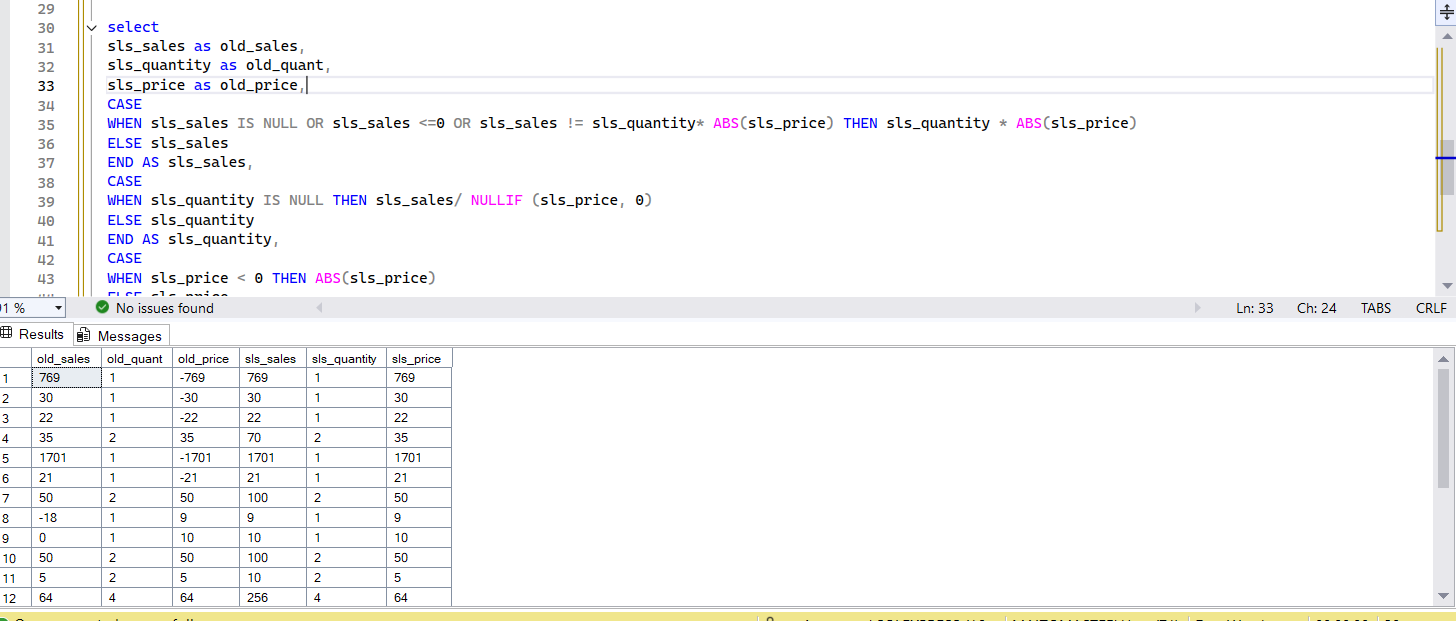 29
30 select
31 sls_sales as old_sales,
32 sls_quantity as old_quant,
33 sls_price as old_price,
34 CASE
35 WHEN sls_sales IS NULL OR sls_sales <=0 OR sls_sales != sls_quantity* ABS(sls_price) THEN sls_quantity * ABS(sls_price)
36 ELSE sls_sales
37 END AS sls_sales,
38 CASE
39 WHEN sls_quantity IS NULL THEN sls_sales/ NULLIF (sls_price, 0)
40 ELSE sls_quantity
41 END AS sls_quantity,
42 CASE
43 WHEN sls_price < 0 THEN ABS(sls_price)
ELSE sls_price
% No issues found Ln: 33 Ch: 24 TABS CRLF
Results Messages
old_sales old_quant old_price sls_sales sls_quantity sls_price
1 769 1 -769 769 1 769
2 30 1 -30 30 1 30
3 22 1 -22 22 1 22
4 35 2 35 70 2 35
5 1701 1 -1701 1701 1 1701
6 21 1 -21 21 1 21
7 50 2 50 100 2 50
8 -18 1 9 9 1 9
9 0 1 10 10 1 10
10 50 2 50 100 2 50
11 5 2 5 10 2 5
12 64 4 64 256 4 64